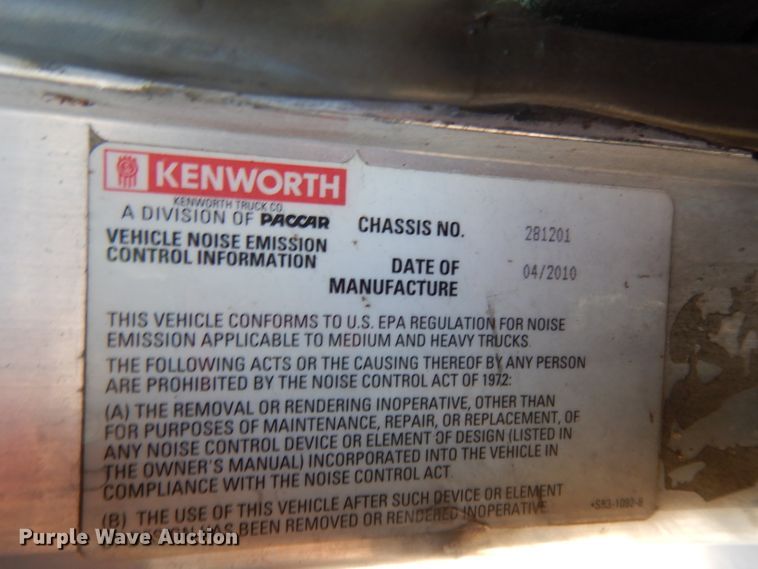 KENWORTH
KENWORTH TRUCK CO.
A DIVISION OF PACCAR
VEHICLE NOISE EMISSION
CONTROL INFORMATION
CHASSIS NO. 281201
DATE OF
MANUFACTURE 04/2010
THIS VEHICLE CONFORMS TO U.S. EPA REGULATION FOR NOISE
EMISSION APPLICABLE TO MEDIUM AND HEAVY TRUCKS
THE FOLLOWING ACTS OR THE CAUSING THEREOF BY ANY PERSON
ARE PROHIBITED BY THE NOISE CONTROL ACT OF 1972:
(A) THE REMOVAL OR RENDERING INOPERATIVE, OTHER THAN
FOR PURPOSES OF MAINTENANCE, REPAIR, OR REPLACEMENT, OF
ANY NOISE CONTROL DEVICE OR ELEMENT OF DESIGN (LISTED IN
THE OWNER'S MANUAL) INCORPORATED INTO THE VEHICLE IN
COMPLIANCE WITH THE NOISE CONTROL ACT
(B) THE USE OF THIS VEHICLE AFTER SUCH DEVICE OR ELEMENT
HAS BEEN REMOVED OR RENDERED INOPERATIVE
Purple Wave Auction